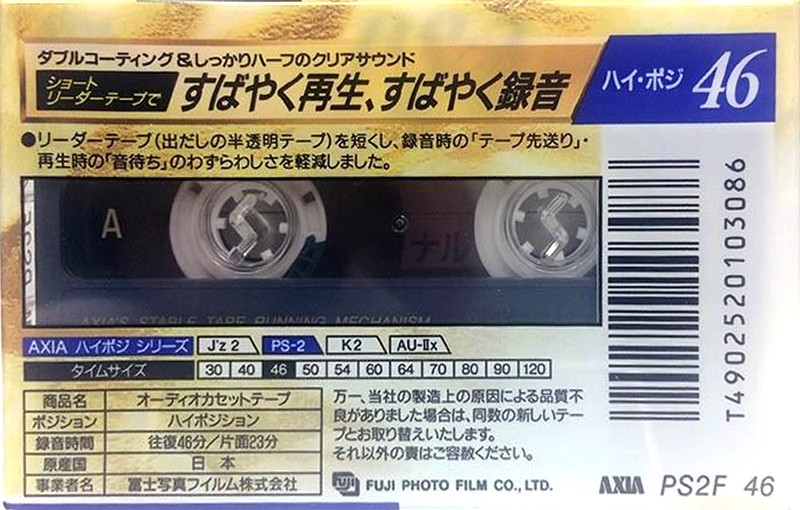 ダブルコーティング&しっかりハーフのクリアサウンド
ショート
リーダーテープで
すばやく再生、すばやく録音
ハイ・ポジ 46
●リーダーテープ(出だしの半透明テープ)を短くし、録音時の「テープ先送り」・
再生時の「音待ち」のわずらわしさを軽減しました。
A
ナル
AXIA'S STABLE TAPE RUNNING MECHANISM
T4902520103086
AXIA ハイポジ シリーズ J'z 2 PS-2 K2 AU-IIx
タイムサイズ 30 40 46 50 54 60 64 70 80 90 120
商品名 オーディオカセットテープ
ポジション ハイポジション
録音時間 往復46分/片面23分
原産国 日本
事業者名 富士写真フイルム株式会社
万一、当社の製造上の原因による品質不
良がありました場合は、同数の新しいテー
プとお取り替えいたします。
それ以外の責はご容赦ください。
FUJI FUJI PHOTO FILM CO., LTD.
AXIA PS2F 46